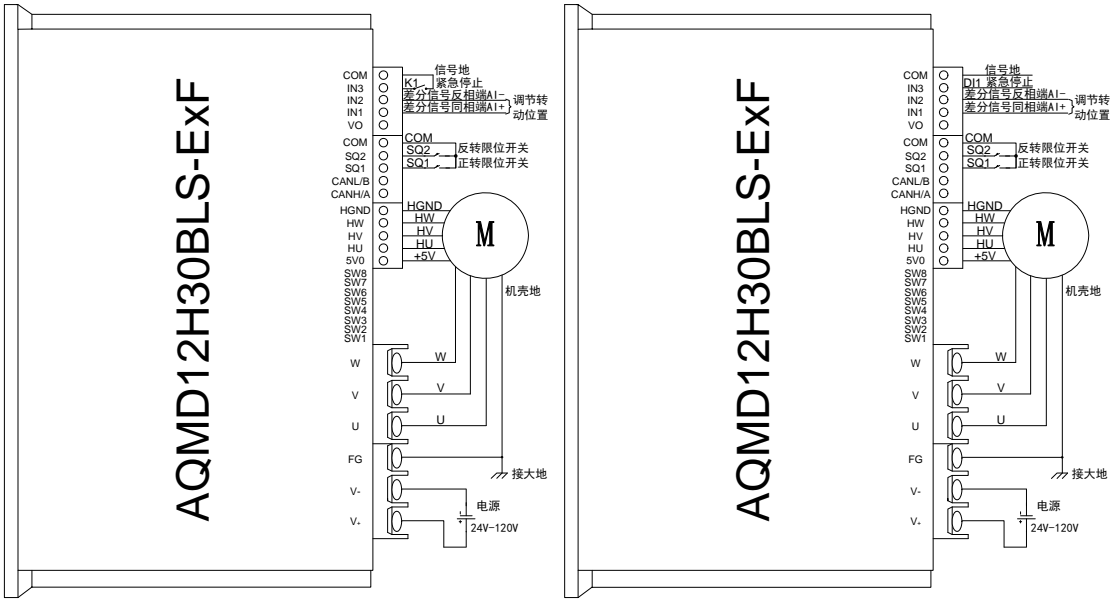 AQMD12H30BLS-ExF
COM
IN3
IN2
IN1
VO
COM
SQ2
SQ1
CANL/B
CANH/A
HGND
HW
HV
HU
5V0
SW8
SW7
SW6
SW5
SW4
SW3
SW2
SW1
W
V
U
FG
V-
V+
信号地
K1 紧急停止
差分信号反相端AI-
差分信号同相端AI+
调节转
动位置
COM
SQ2 反转限位开关
SQ1 正转限位开关
HGND
HW
HV
HU
+5V
M
机壳地
W
V
U
接大地
电源
24V-120V
AQMD12H30BLS-ExF
COM
IN3
IN2
IN1
VO
COM
SQ2
SQ1
CANL/B
CANH/A
HGND
HW
HV
HU
5V0
SW8
SW7
SW6
SW5
SW4
SW3
SW2
SW1
W
V
U
FG
V-
V+
信号地
DI1 紧急停止
差分信号反相端AI-
差分信号同相端AI+
调节转
动位置
COM
SQ2 反转限位开关
SQ1 正转限位开关
HGND
HW
HV
HU
+5V
M
机壳地
W
V
U
接大地
电源
24V-120V